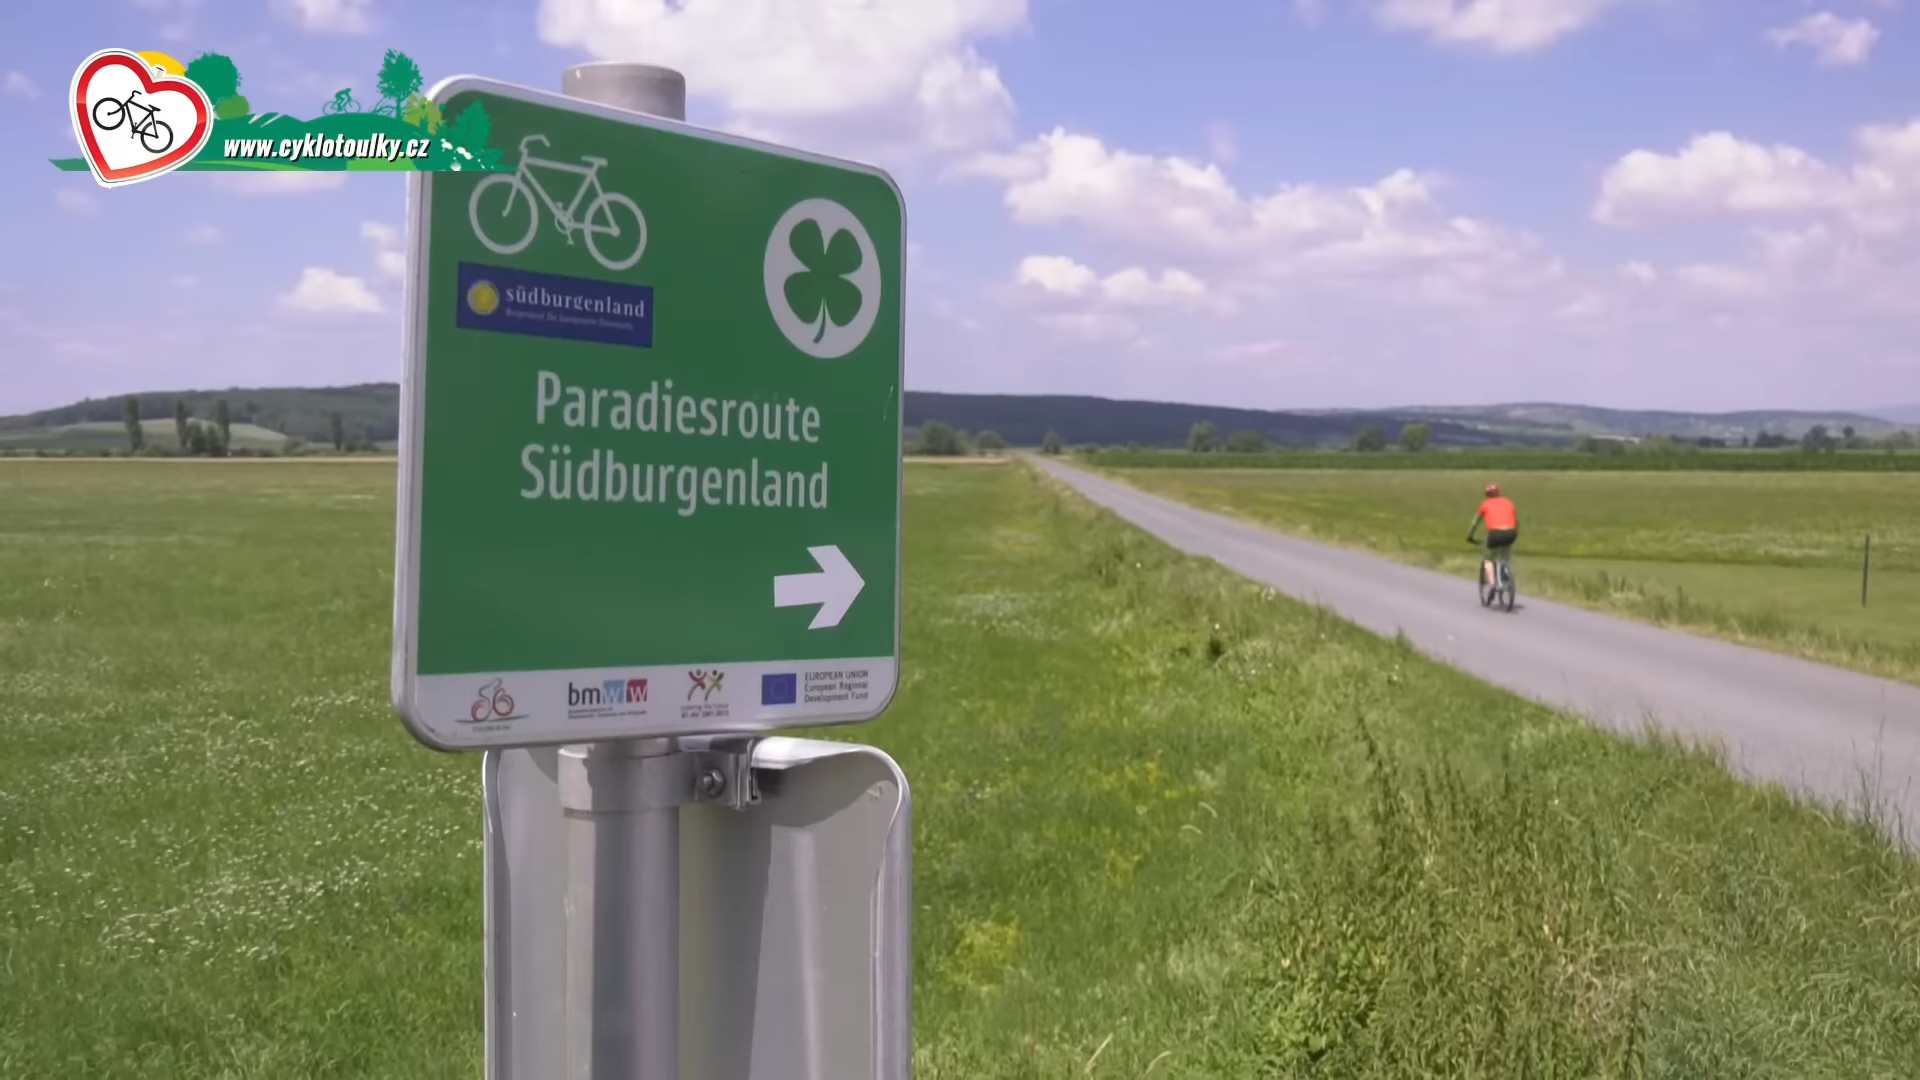 www.cyklotoulky.cz
südburgenland
Paradiesroute
Südburgenland
bmwfw
EUROPEAN UNION
European Regional
Development Fund